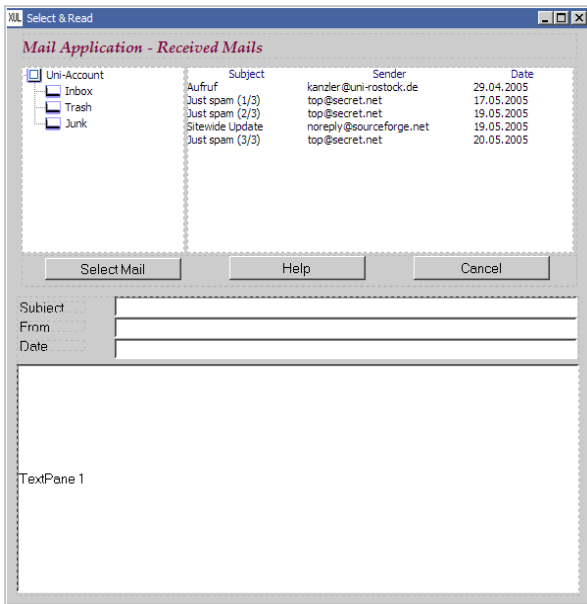 XUL Select & Read
Mail Application - Received Mails
Uni-Account
Inbox
Trash
Junk
Subject Sender Date
Aufruf kanzler@uni-rostock.de 29.04.2005
Just spam (1/3) top@secret.net 17.05.2005
Just spam (2/3) top@secret.net 19.05.2005
Sitewide Update noreply@sourceforge.net 19.05.2005
Just spam (3/3) top@secret.net 20.05.2005
Select Mail Help Cancel
Subject
From
Date
TextPane 1